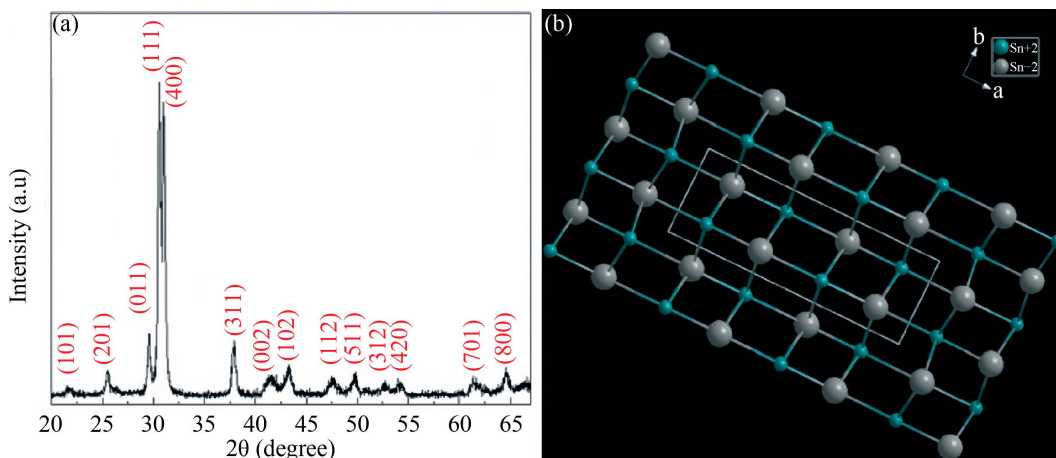 (a)
Intensity (a.u)
(101)
(201)
(011)
(111)
(400)
(311)
(002)
(102)
(112)
(511)
(312)
(420)
(701)
(800)
20 25 30 35 40 45 50 55 60 65
2θ (degree)
(b)
b
a
Sn+2
Sn−2